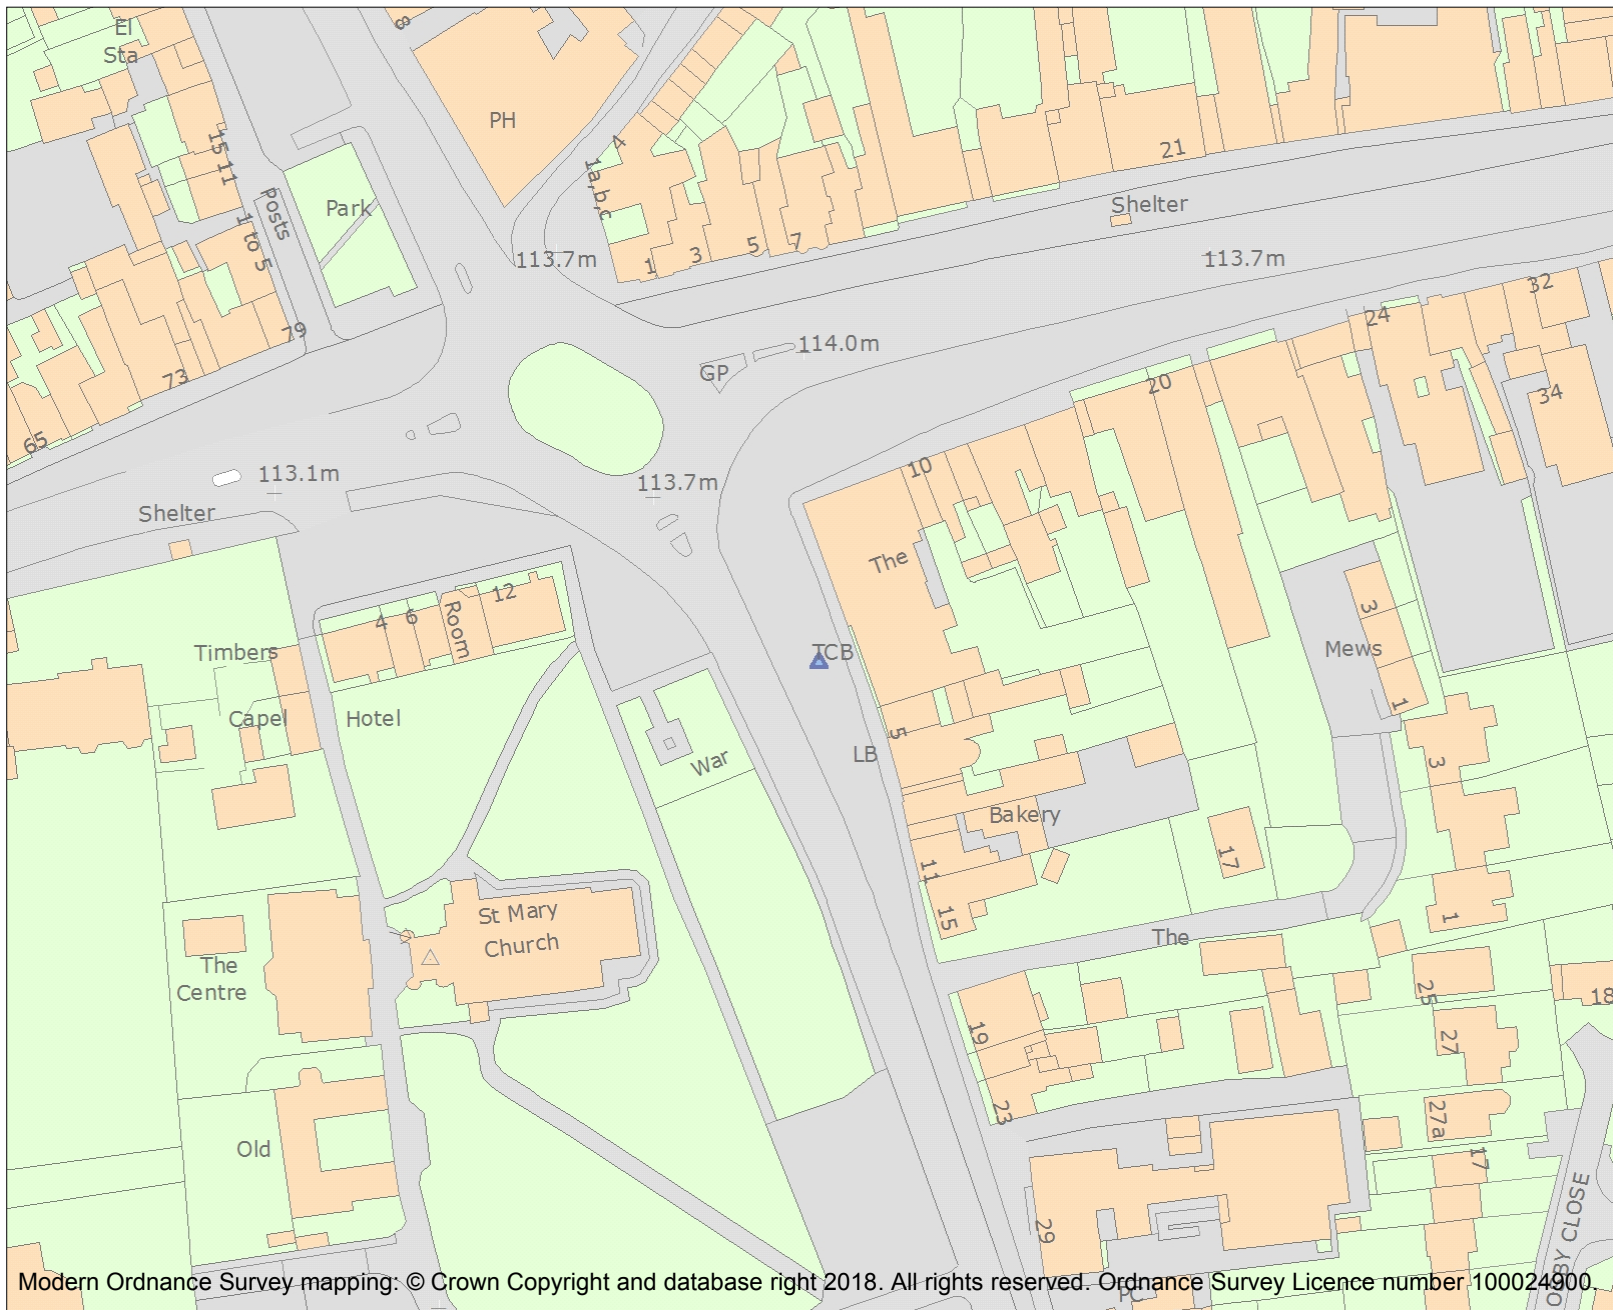 El
Sta
8
PH
15
11
Posts
1 to 5
Park
4
1a,b,c
21
Shelter
113.7m
1
3
5
7
113.7m
32
79
24
114.0m
GP
73
20
34
65
10
113.1m
113.7m
Shelter
The
3
12
4
6
Room
Timbers
TCB
Mews
Capel
Hotel
1
5
LB
War
3
Bakery
17
11
15
St Mary
Church
1
The
The
Centre
25
18
19
27
23
27a
Old
17
29
OSBY CLOSE
PC
Modern Ordnance Survey mapping: © Crown Copyright and database right 2018. All rights reserved. Ordnance Survey Licence number 100024900.